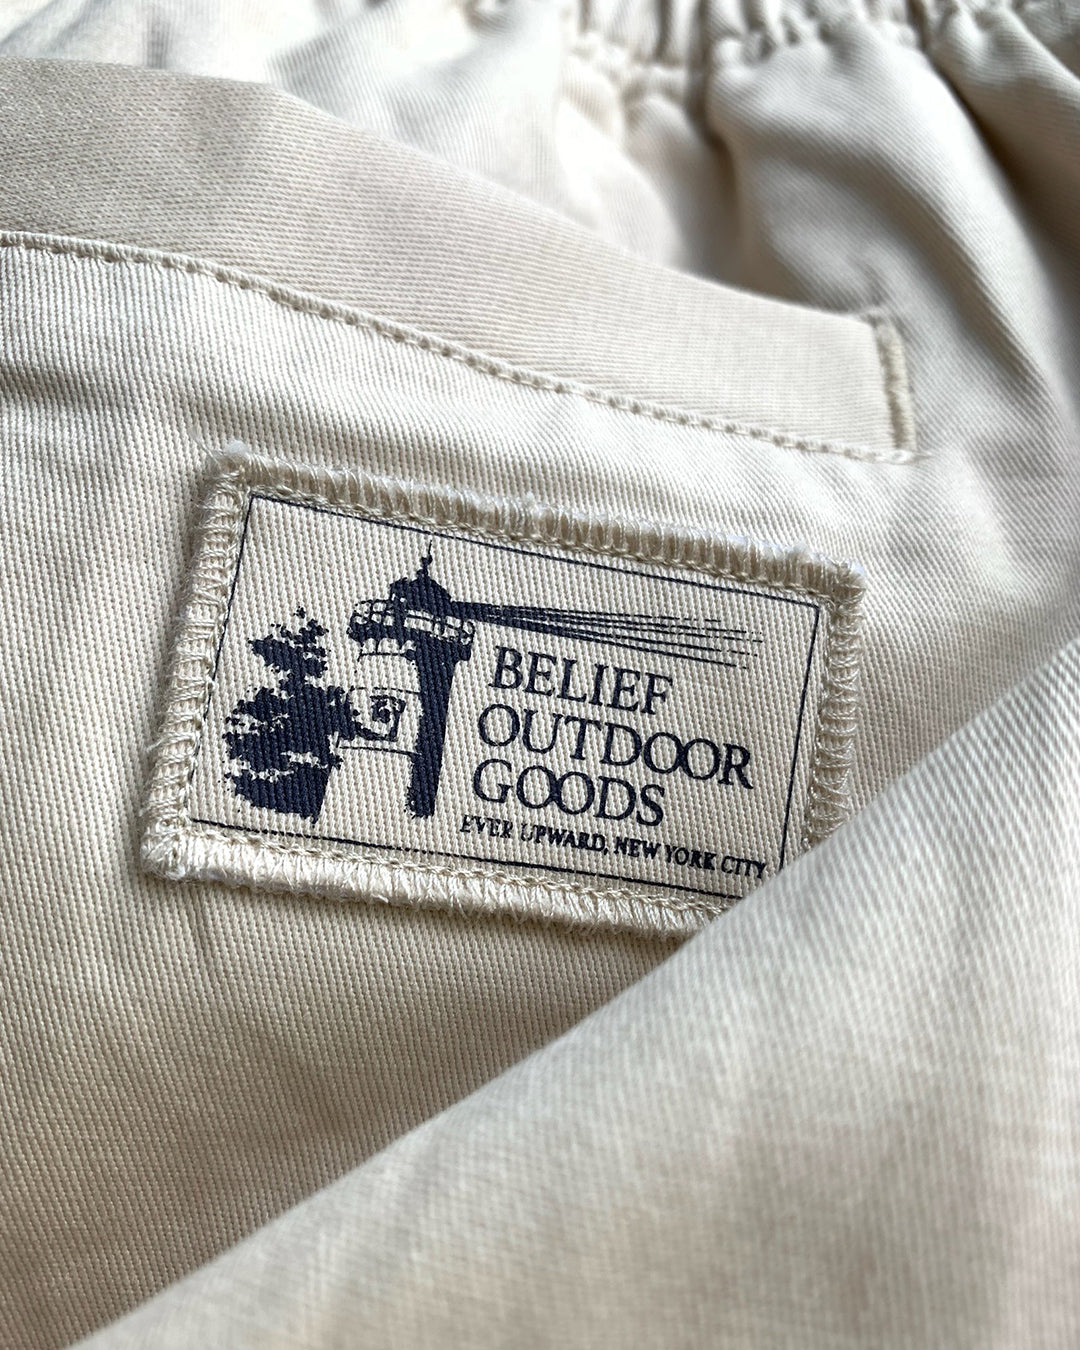 BELIEF
OUTDOOR
GOODS
EVER UPWARD, NEW YORK CITY